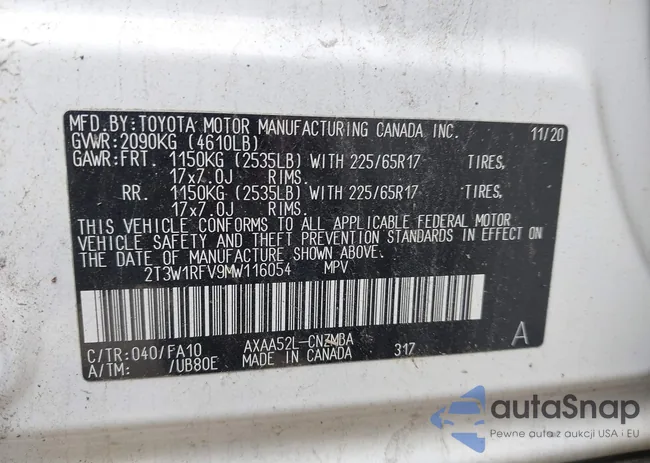 MFD.BY:TOYOTA MOTOR MANUFACTURING CANADA INC. 11/20
GVWR:2090KG (4610LB)
GAWR:FRT. 1150KG (2535LB) WITH 225/65R17 TIRES,
17x7.0J RIMS.
RR. 1150KG (2535LB) WITH 225/65R17 TIRES,
17x7.0J RIMS.
THIS VEHICLE CONFORMS TO ALL APPLICABLE FEDERAL MOTOR
VEHICLE SAFETY AND THEFT PREVENTION STANDARDS IN EFFECT ON
THE DATE OF MANUFACTURE SHOWN ABOVE.
2T3W1RFV9MW116054 MPV
C/TR:040/FA10 AXAA52L-CNZMBA 317 A
A/TM: /UB80E MADE IN CANADA
autaSnap
Pewne auta z aukcji USA i EU